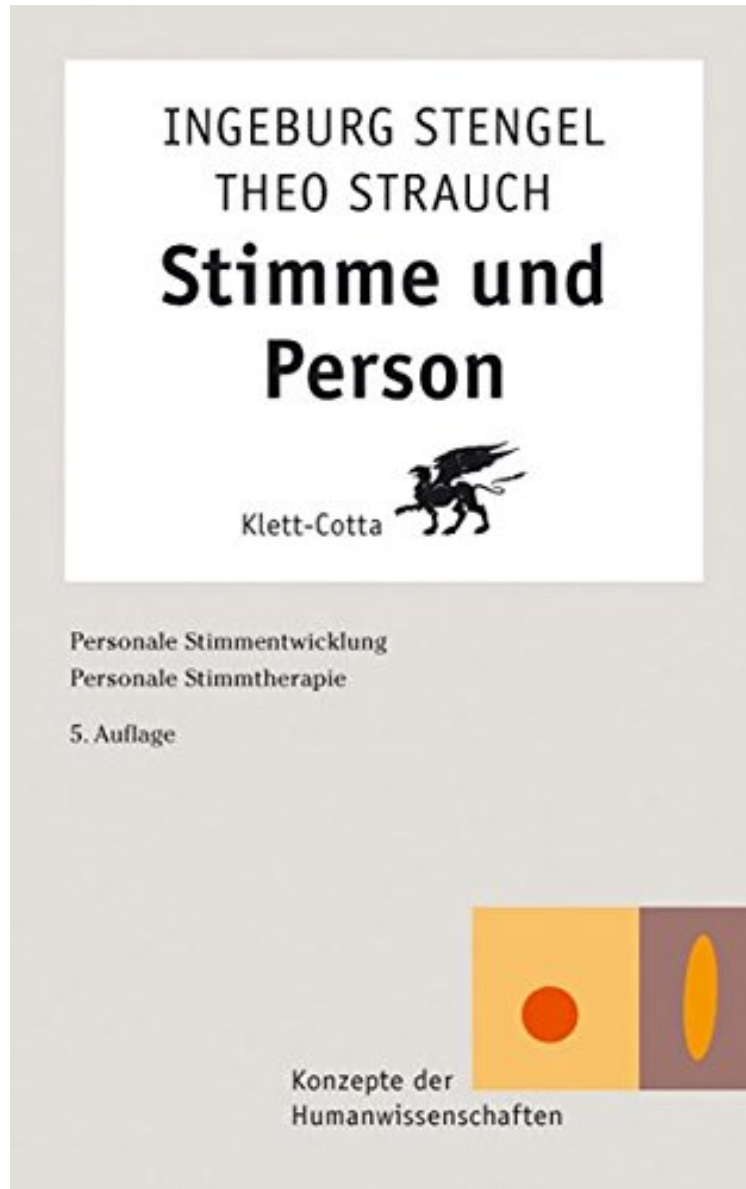 INGEBURG STENGEL
THEO STRAUCH
Stimme und
Person
Klett-Cotta
Personale Stimmentwicklung
Personale Stimmtherapie
5. Auflage
Konzepte der
Humanwissenschaften